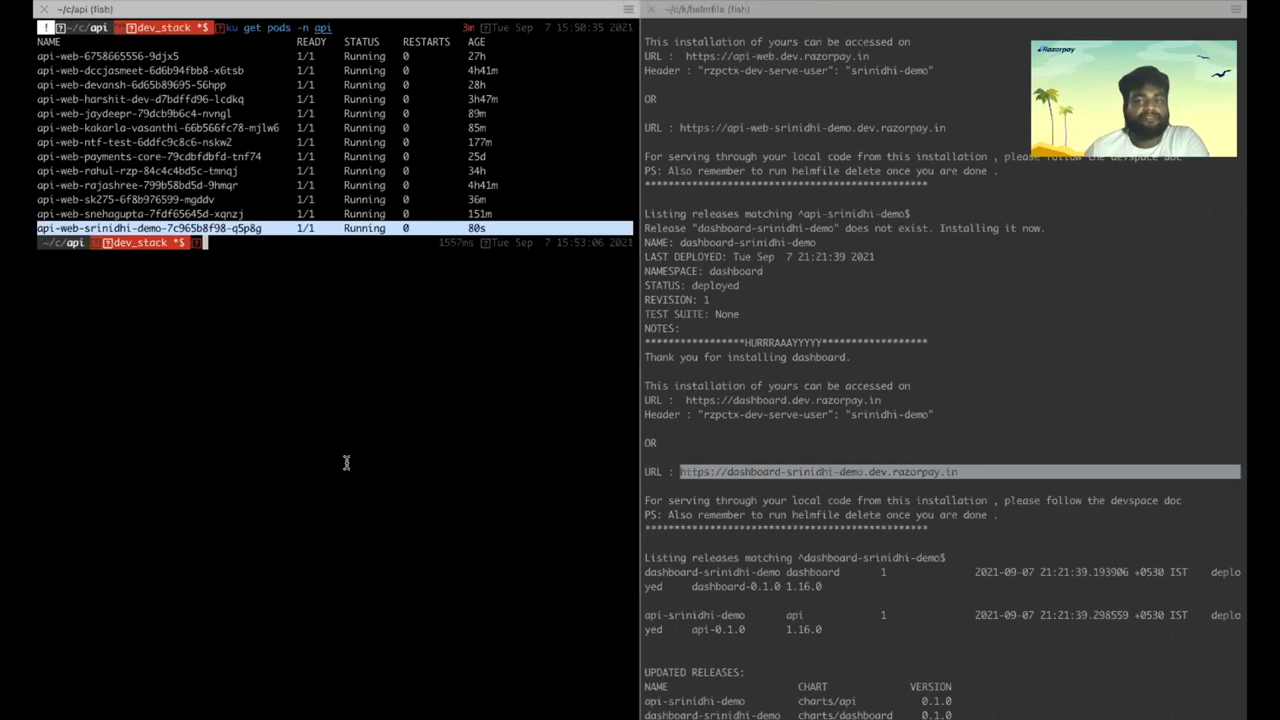 ~/c/api (fish)
! ~/c/api dev_stack *$ ku get pods -n api 3m Tue Sep 7 15:50:35 2021
NAME READY STATUS RESTARTS AGE
api-web-6758665556-9djx5 1/1 Running 0 27h
api-web-dccjasmeet-6d6b94fbb8-x6tsb 1/1 Running 0 4h41m
api-web-devansh-6d65b89695-56hpp 1/1 Running 0 28h
api-web-harshit-dev-d7bdffd96-lcdkq 1/1 Running 0 3h47m
api-web-jaydeepr-79dcb9b6c4-nvngl 1/1 Running 0 89m
api-web-kakarla-vasanthi-66b566fc78-mjlw6 1/1 Running 0 85m
api-web-ntf-test-6ddfc9c8c6-nskw2 1/1 Running 0 177m
api-web-payments-core-79cdbfdbfd-tnf74 1/1 Running 0 25d
api-web-rahul-rzp-84c4c4bd5c-tmnqj 1/1 Running 0 34h
api-web-rajashree-799b58bd5d-9hmqr 1/1 Running 0 4h41m
api-web-sk275-6f8b976599-mgddv 1/1 Running 0 36m
api-web-snehagupta-7fdf65645d-xqnzj 1/1 Running 0 151m
api-web-srinidhi-demo-7c965b8f98-q5p8g 1/1 Running 0 80s
~/c/api dev_stack *$ 1557ms Tue Sep 7 15:53:06 2021
~/c/k/helmfile (fish)
This installation of yours can be accessed on
URL : https://api-web.dev.razorpay.in
Header : "rzpctx-dev-serve-user": "srinidhi-demo"
OR
URL : https://api-web-srinidhi-demo.dev.razorpay.in
For serving through your local code from this installation , please follow the devspace doc
PS: Also remember to run helmfile delete once you are done .
**************************************************
Listing releases matching ^api-srinidhi-demo$
Release "dashboard-srinidhi-demo" does not exist. Installing it now.
NAME: dashboard-srinidhi-demo
LAST DEPLOYED: Tue Sep 7 21:21:39 2021
NAMESPACE: dashboard
STATUS: deployed
REVISION: 1
TEST SUITE: None
NOTES:
*****************HURRRAAAYYYYY******************
Thank you for installing dashboard.
This installation of yours can be accessed on
URL : https://dashboard.dev.razorpay.in
Header : "rzpctx-dev-serve-user": "srinidhi-demo"
OR
URL : https://dashboard-srinidhi-demo.dev.razorpay.in
For serving through your local code from this installation , please follow the devspace doc
PS: Also remember to run helmfile delete once you are done .
**************************************************
Listing releases matching ^dashboard-srinidhi-demo$
dashboard-srinidhi-demo dashboard 1 2021-09-07 21:21:39.193906 +0530 IST deplo
yed dashboard-0.1.0 1.16.0
api-srinidhi-demo api 1 2021-09-07 21:21:39.298559 +0530 IST deplo
yed api-0.1.0 1.16.0
UPDATED RELEASES:
NAME CHART VERSION
api-srinidhi-demo charts/api 0.1.0
dashboard-srinidhi-demo charts/dashboard 0.1.0
Razorpay